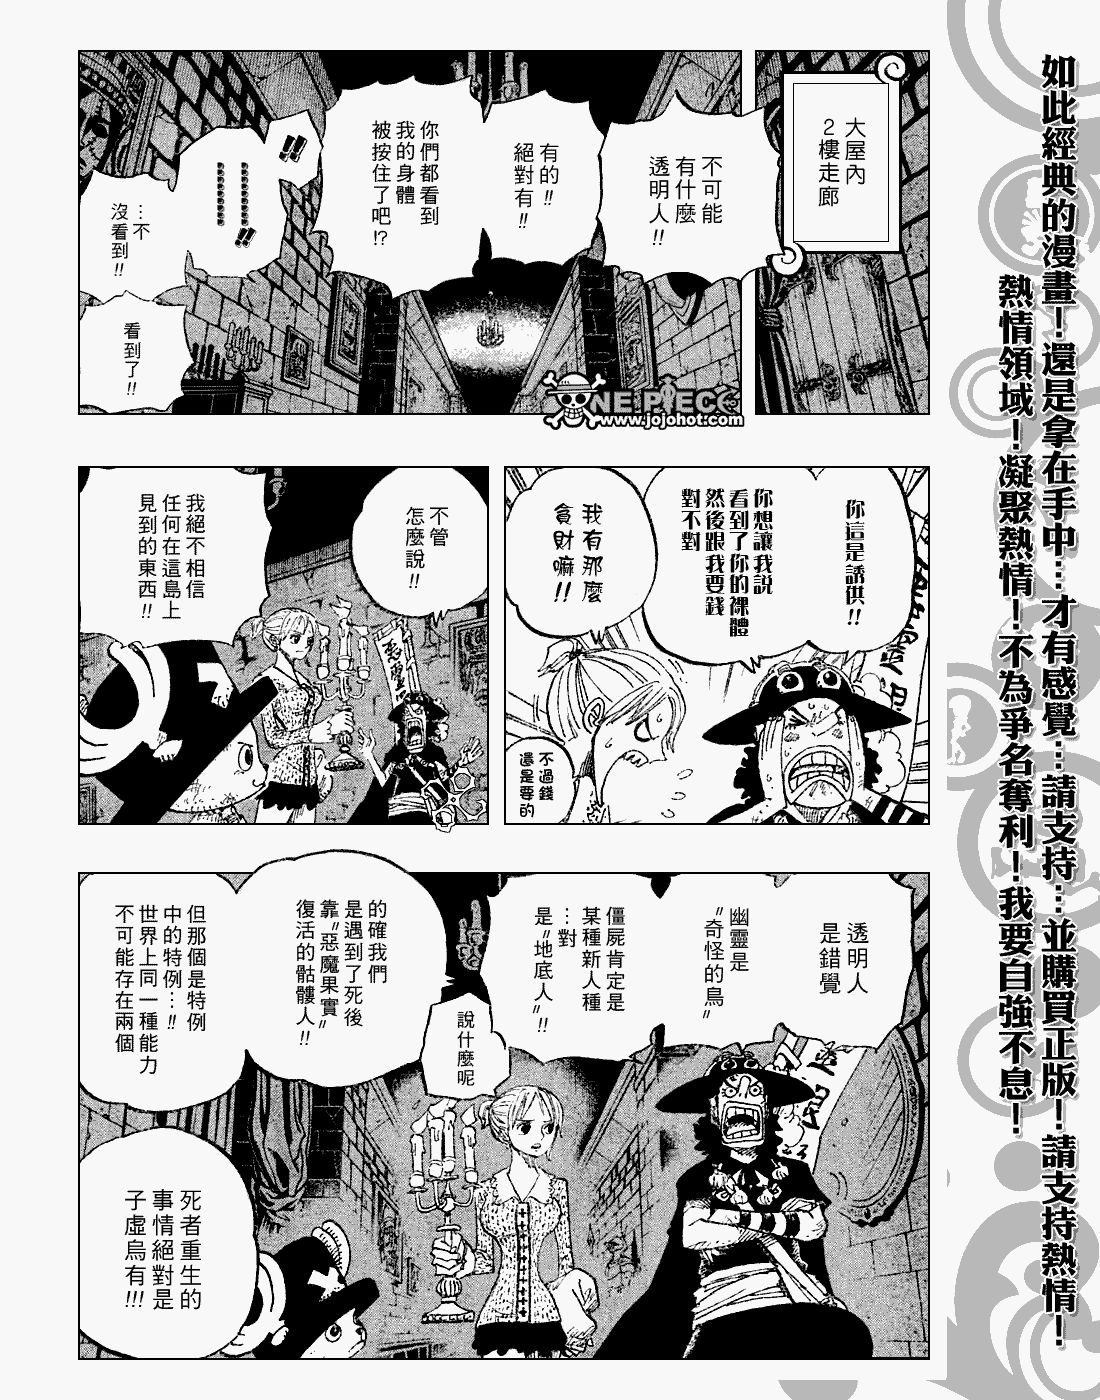 大屋內
2樓走廊
不可能
有什麼
透明人!!
有的!!
絕對有!!
你們都看到
我的身體
被按住了吧!?
!!
…不
沒看到!!
看到了!!
ONE PIECE
www.jojohot.com
你這是誘供!!
你想讓我說
看到了你的裸體
然後跟我要錢
對不對
我有那麼
貪財嘛!!
不過錢
還是要的
不管
怎麼說!!
我絕不相信
任何在這島上
見到的東西!!
惡靈
透明人
是錯覺
幽靈是
"奇怪的鳥"
僵屍肯定是
某種新人種
…對
是"地底人"!!
說什麼呢
的確我們
是遇到了死後
靠"惡魔果實"
復活的骷髏人!!
但那個是特例
中的特例…!!
世界上同一種能力
不可能存在兩個
死者重生的
事情絕對是
子虛烏有!!!
如此經典的漫畫！還是拿在手中…才有感覺…請支持…並購買正版！請支持熱情！
熱情領域！凝聚熱情！不為爭名奪利！我要自強不息！